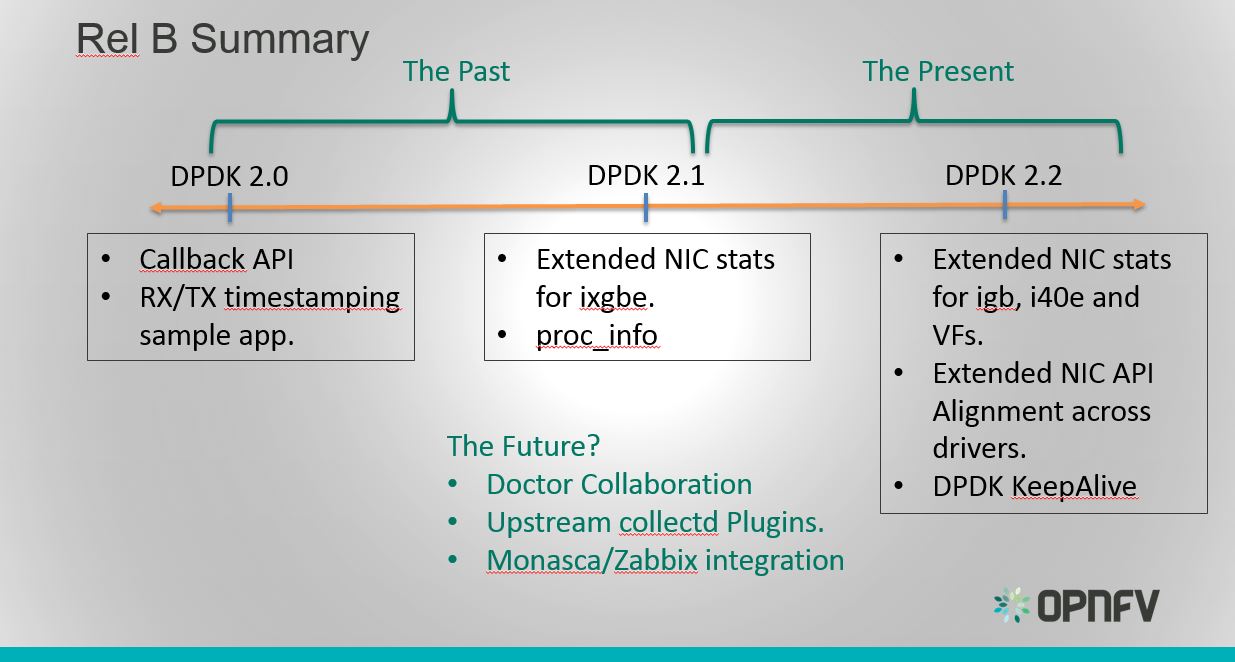 Rel B Summary
The Past
The Present
DPDK 2.0
DPDK 2.1
DPDK 2.2
• Callback API
• RX/TX timestamping
sample app.
• Extended NIC stats
for ixgbe.
• proc_info
• Extended NIC stats
for igb, i40e and
VFs.
• Extended NIC API
Alignment across
drivers.
• DPDK KeepAlive
The Future?
• Doctor Collaboration
• Upstream collectd Plugins.
• Monasca/Zabbix integration
OPNFV